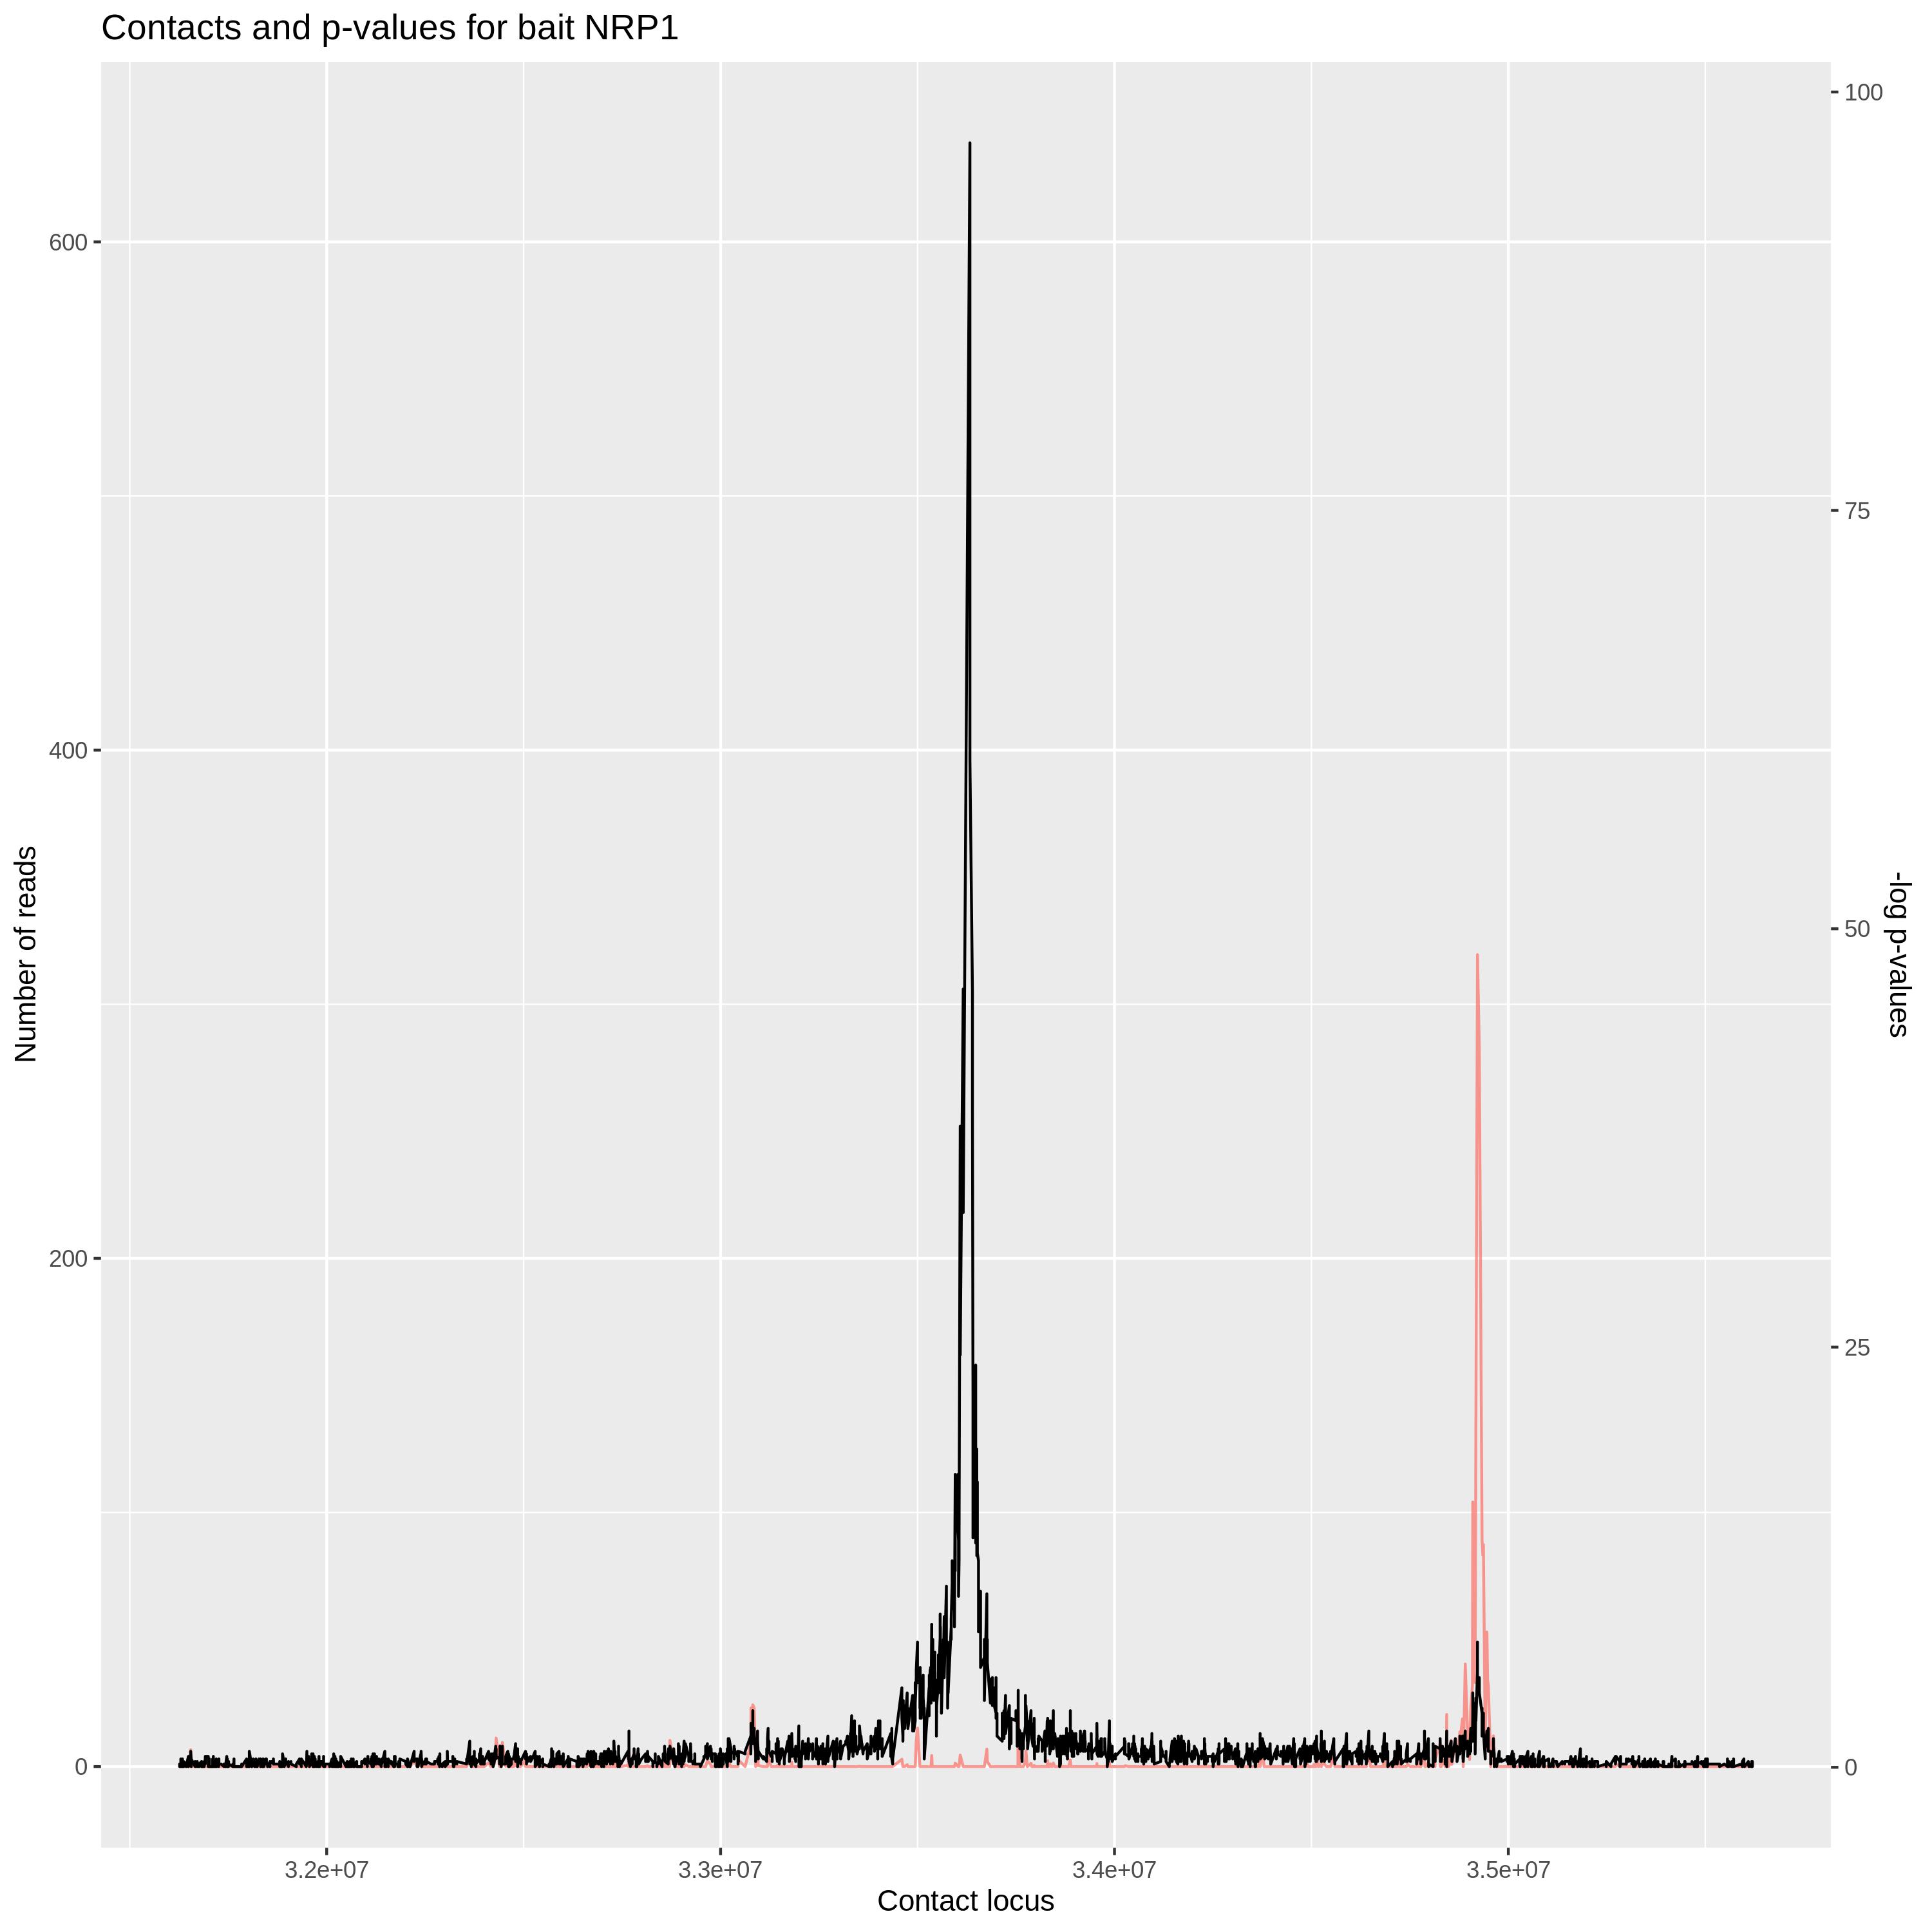 Contacts and p-values for bait NRP1
100
600
75
400
50
Number of reads
-log p-values
200
25
0
0
3.2e+07
3.3e+07
3.4e+07
3.5e+07
Contact locus